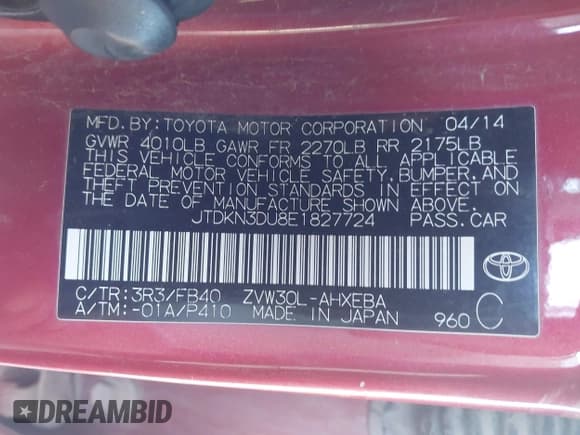 MFD. BY: TOYOTA MOTOR CORPORATION 04/14
GVWR 4010LB GAWR FR 2270LB RR 2175LB
THIS VEHICLE CONFORMS TO ALL APPLICABLE
FEDERAL MOTOR VEHICLE SAFETY, BUMPER, AND
THEFT PREVENTION STANDARDS IN EFFECT ON
THE DATE OF MANUFACTURE SHOWN ABOVE.
JTDKN3DU8E1827724 PASS. CAR
C/TR: 3R3/FB40 ZVW30L-AHXEBA
A/TM:-01A/P410 MADE IN JAPAN 960 C
DREAMBID